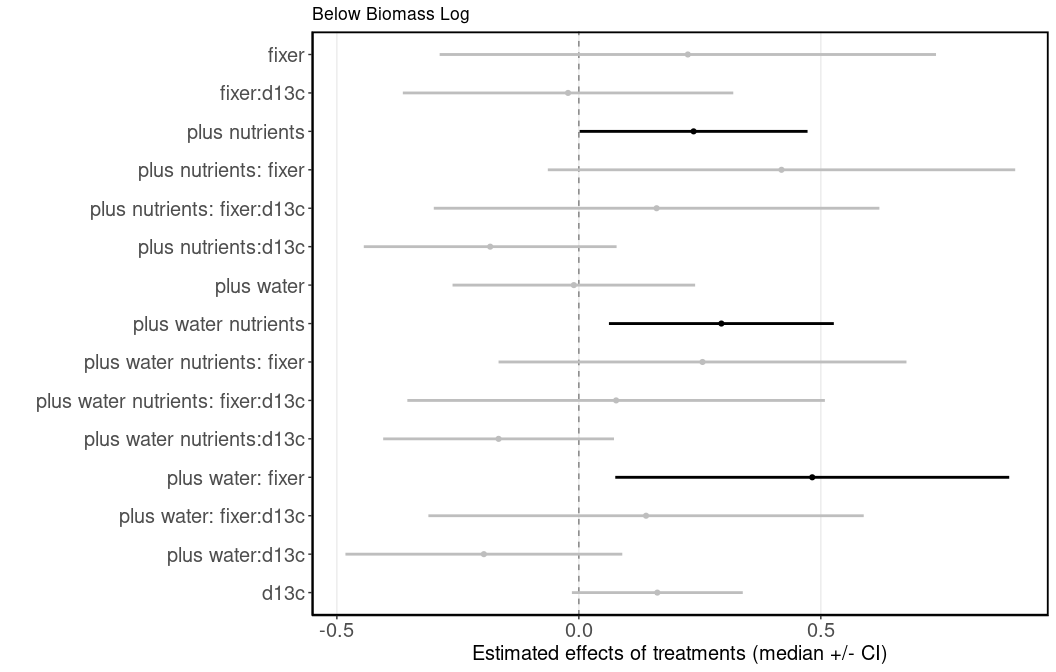 Below Biomass Log
fixer
fixer:d13c
plus nutrients
plus nutrients: fixer
plus nutrients: fixer:d13c
plus nutrients:d13c
plus water
plus water nutrients
plus water nutrients: fixer
plus water nutrients: fixer:d13c
plus water nutrients:d13c
plus water: fixer
plus water: fixer:d13c
plus water:d13c
d13c
-0.5 0.0 0.5
Estimated effects of treatments (median +/- CI)